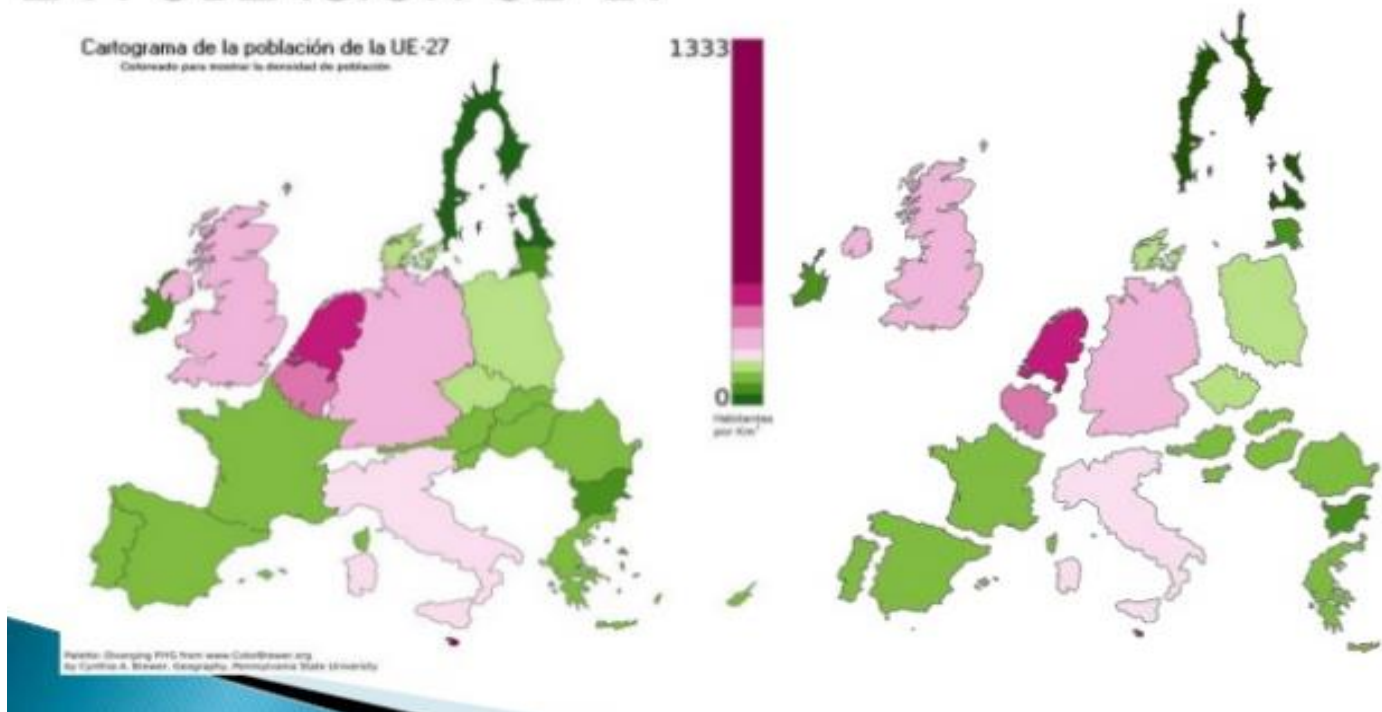 Cartograma de la población de la UE-27
Coloreado para mostrar la densidad de población
1333
0
Habitantes
por Km²
Palette: Diverging PiYG from www.ColorBrewer.org
by Cynthia A. Brewer, Geography, Pennsylvania State University